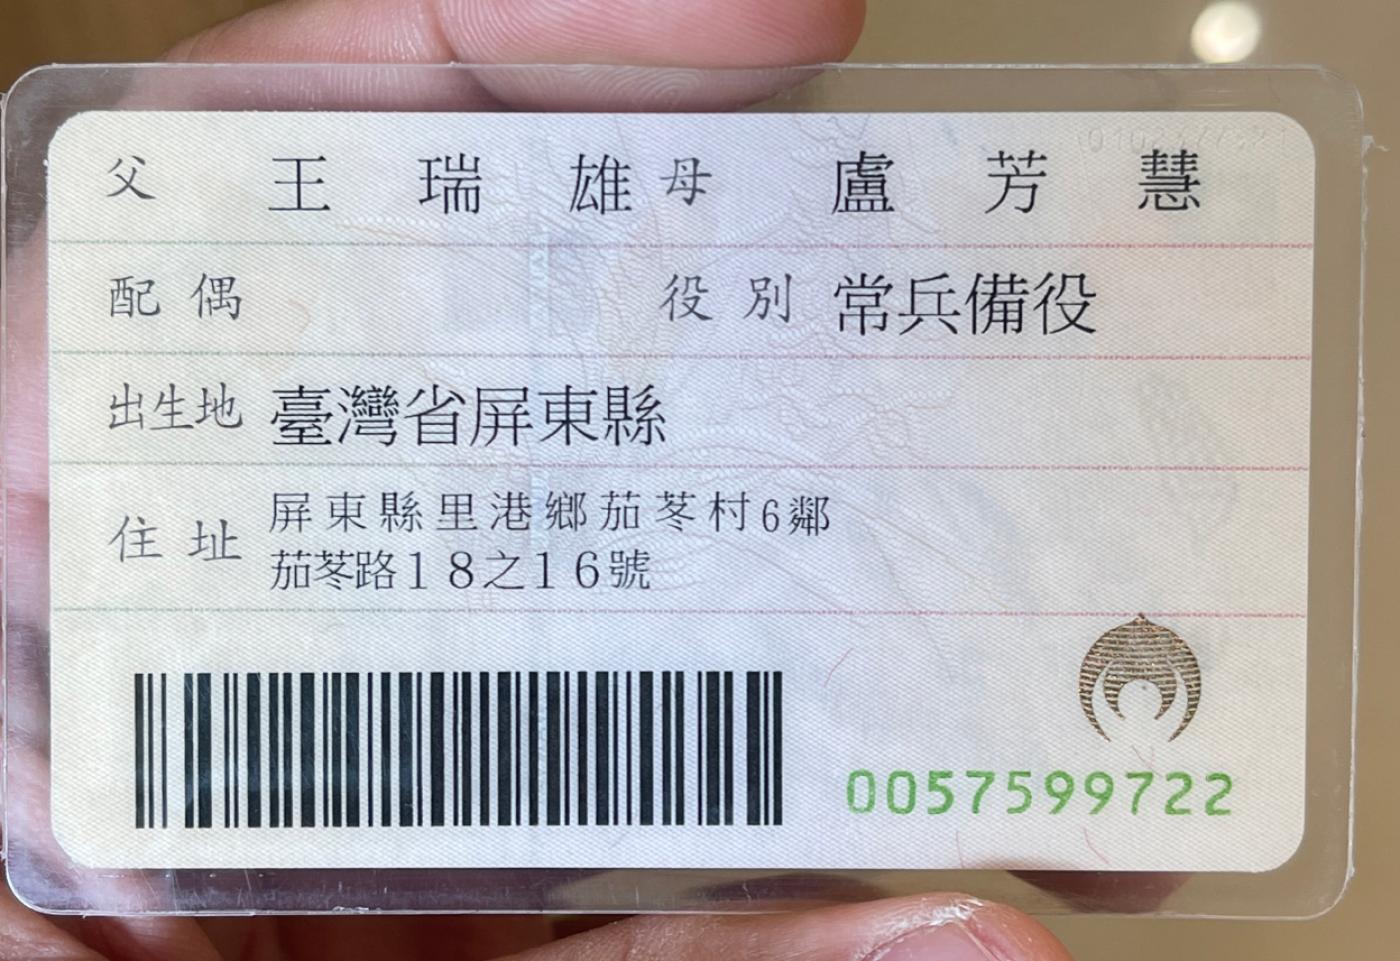 父 王瑞雄 母 盧芳慧
配偶 役別 常兵備役
出生地 臺灣省屏東縣
住址 屏東縣里港鄉茄苳村6鄰
茄苳路18之16號
0057599722